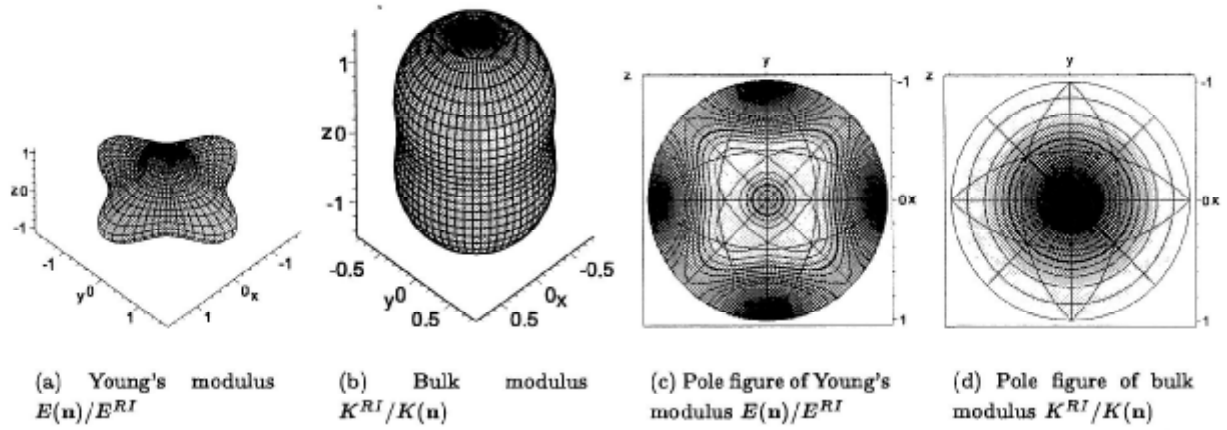 1
z0
-1
-1
y0
1
-1
0x
1
1
z0
-1
-0.5
y0
0.5
-0.5
0x
0.5
z
y
-1
0x
1
z
y
-1
0x
1
(a) Young's modulus
E(n)/E^{RI}
(b) Bulk modulus
K^{RI}/K(n)
(c) Pole figure of Young's
modulus E(n)/E^{RI}
(d) Pole figure of bulk
modulus K^{RI}/K(n)